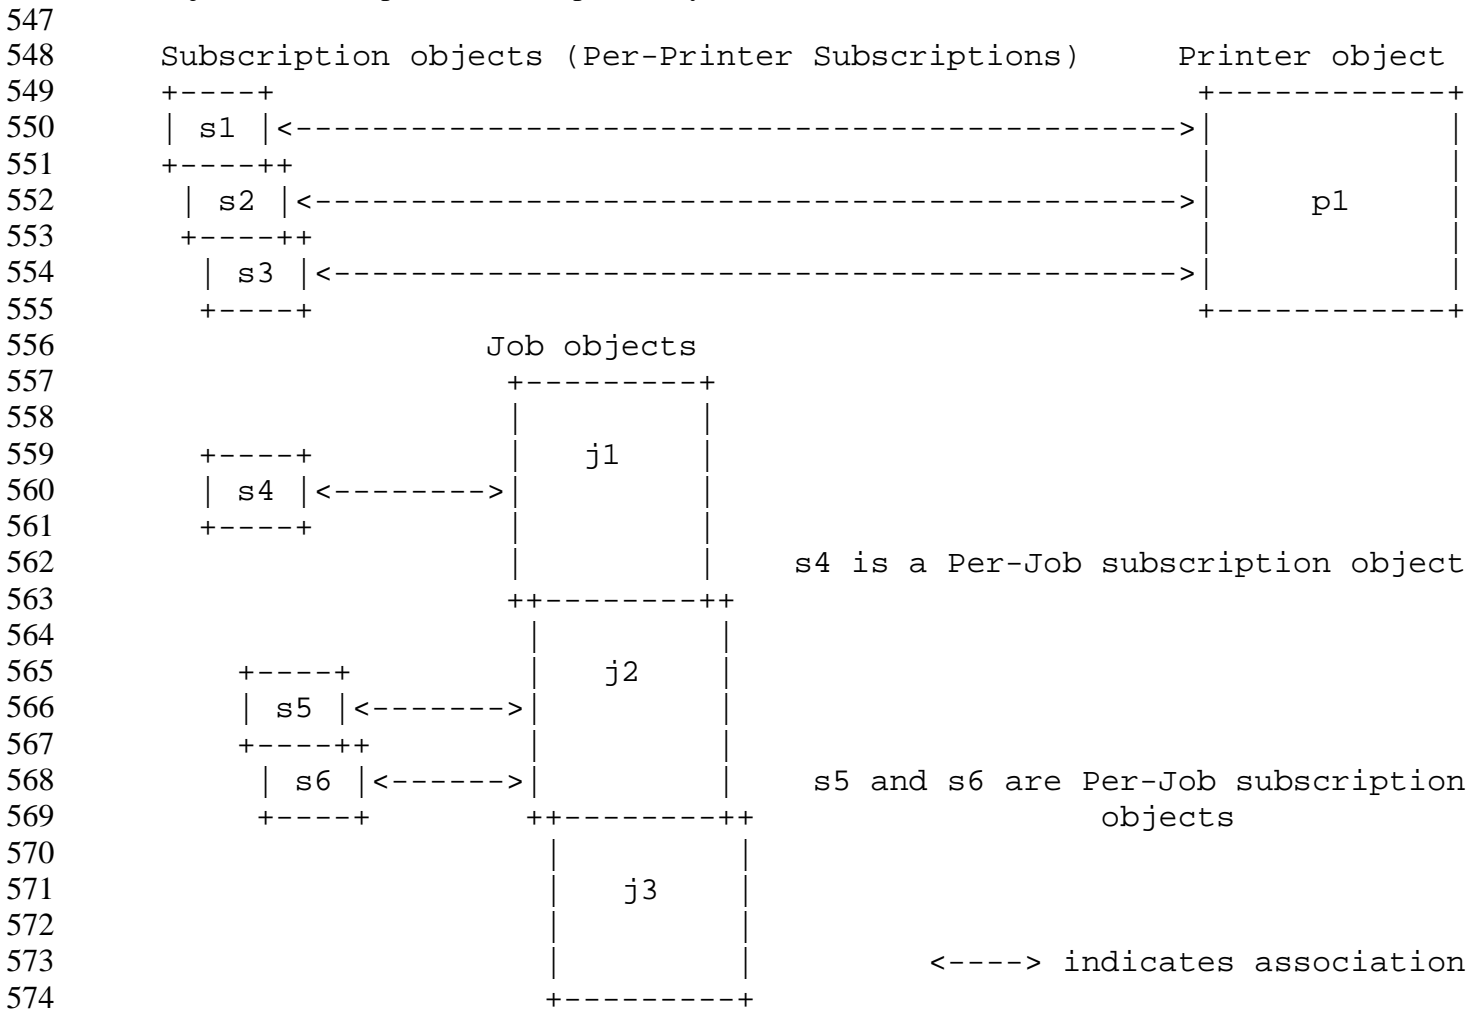 547
548 Subscription objects (Per-Printer Subscriptions) Printer object
549 +----+ +------------+
550 | s1 |<-------------------------------------------->| |
551 +----++ | |
552 | s2 |<------------------------------------------->| p1 |
553 +----++ | |
554 | s3 |<------------------------------------------>| |
555 +----+ +------------+
556 Job objects
557 +---------+
558 | |
559 +----+ | j1 |
560 | s4 |<-------->| |
561 +----+ | |
562 | | s4 is a Per-Job subscription object
563 ++--------++
564 | |
565 +----+ | j2 |
566 | s5 |<------->| |
567 +----++ | |
568 | s6 |<------>| | s5 and s6 are Per-Job subscription
569 +----+ ++--------++ objects
570 | |
571 | j3 |
572 | |
573 | | <----> indicates association
574 +---------+